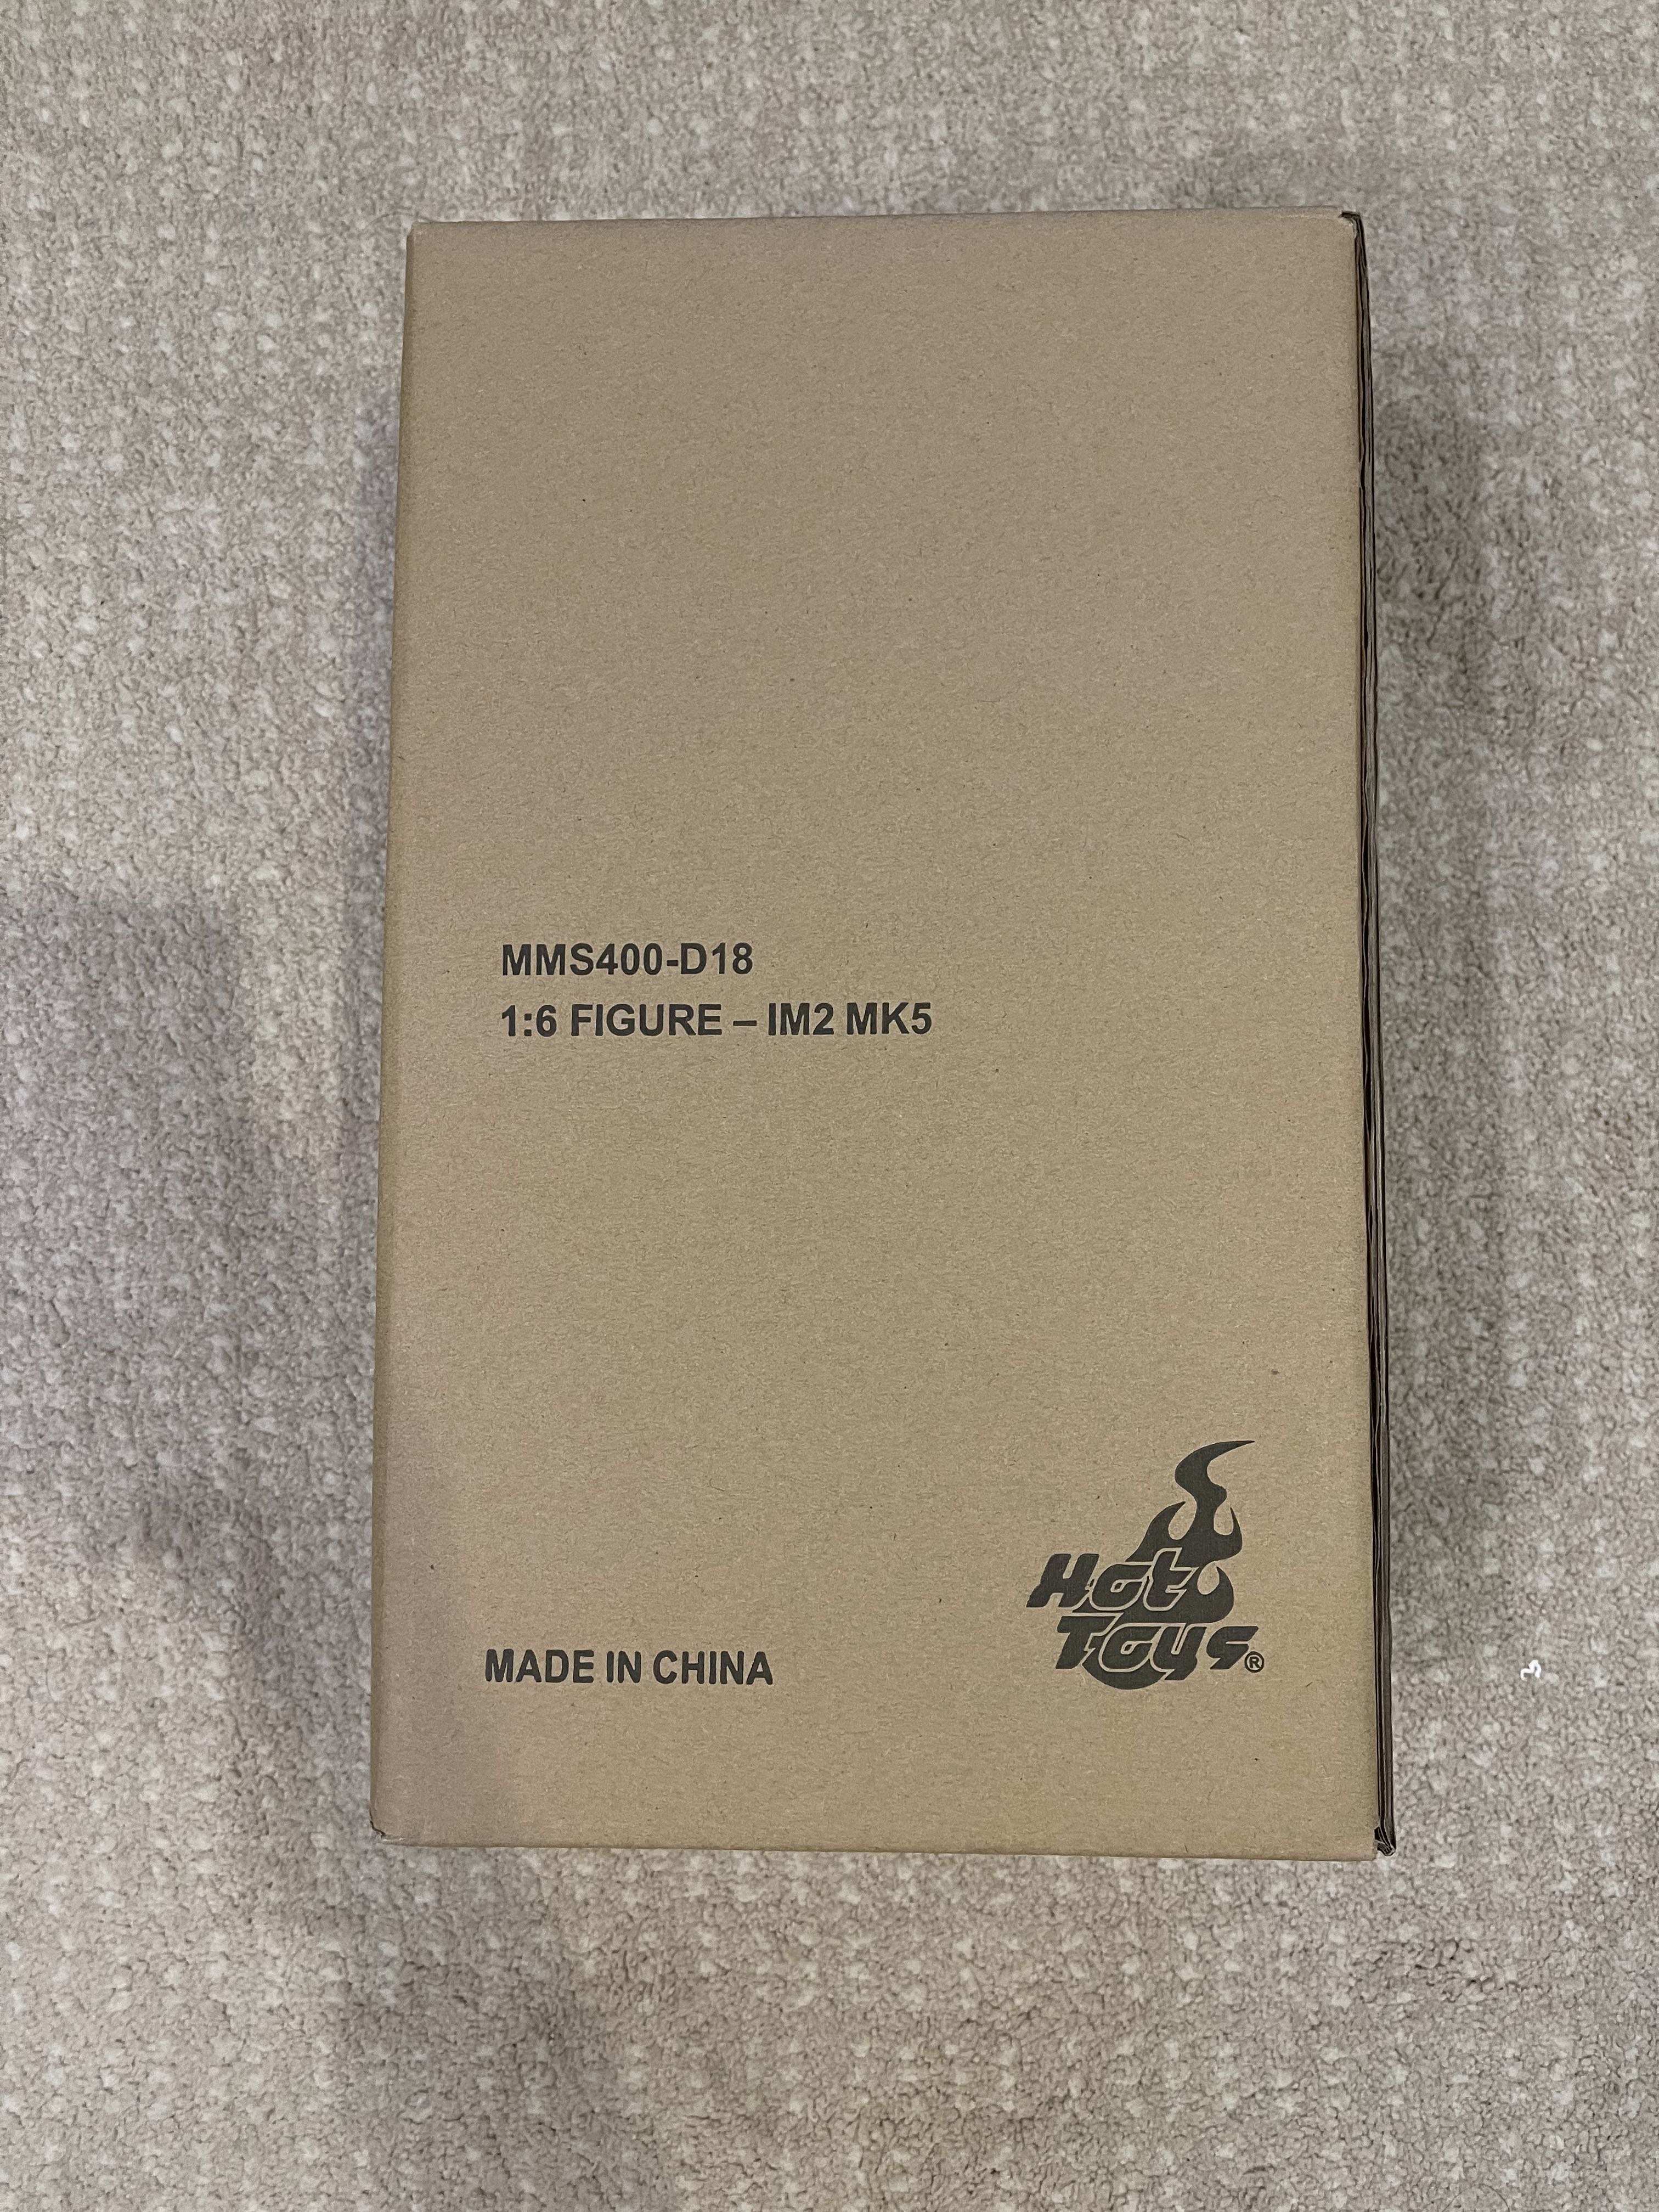 MMS400-D18
1:6 FIGURE – IM2 MK5
Hot
Toys®
MADE IN CHINA